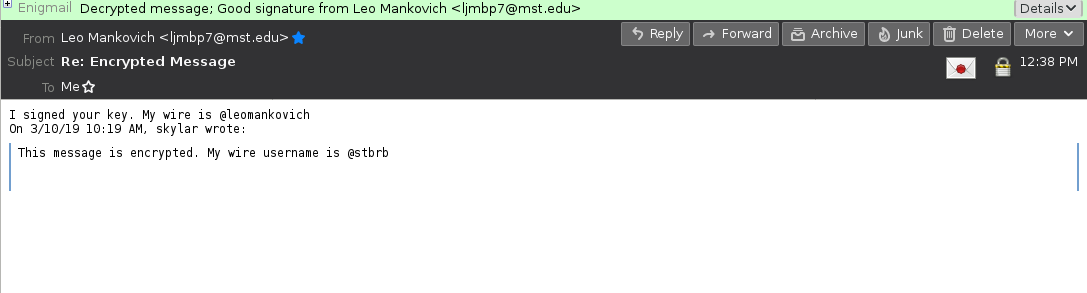 Enigmail Decrypted message; Good signature from Leo Mankovich <ljmbp7@mst.edu> Details
From Leo Mankovich <ljmbp7@mst.edu> Reply Forward Archive Junk Delete More
Subject Re: Encrypted Message 12:38 PM
To Me
I signed your key. My wire is @leomankovich
On 3/10/19 10:19 AM, skylar wrote:
This message is encrypted. My wire username is @stbrb